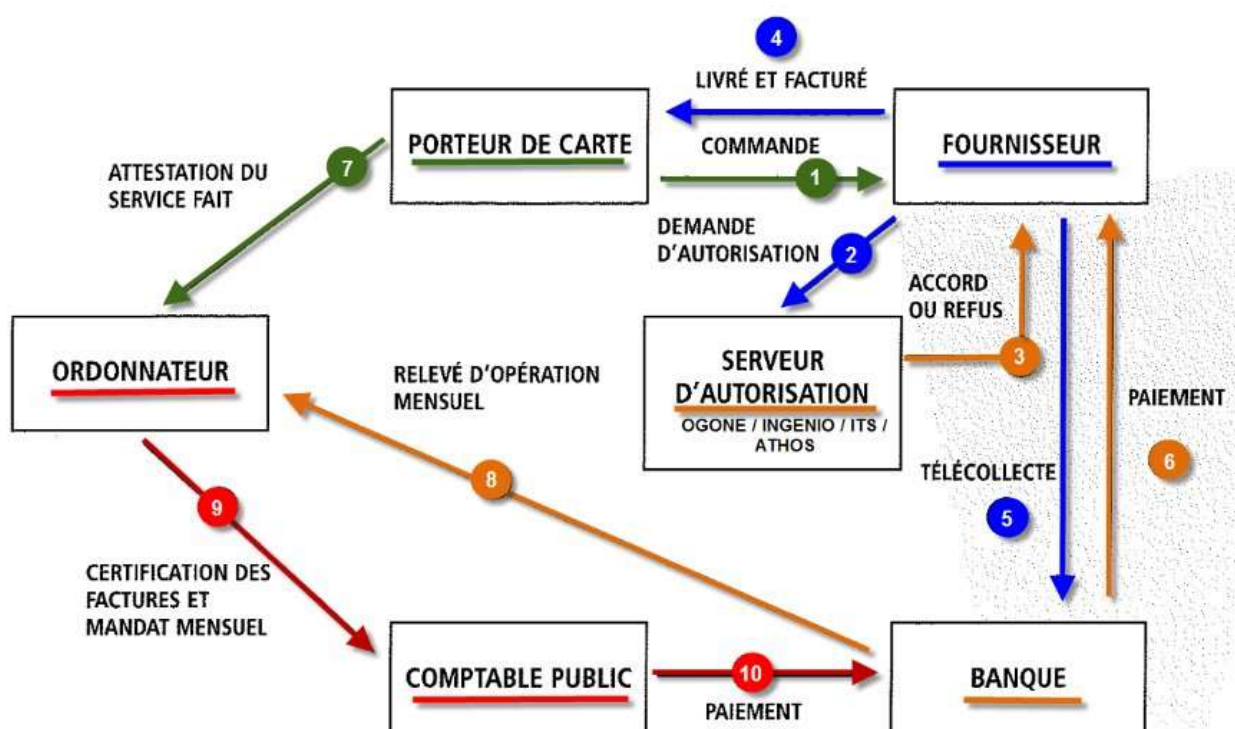 4
LIVRÉ ET FACTURÉ
PORTEUR DE CARTE
FOURNISSEUR
COMMANDE
1
7
ATTESTATION DU
SERVICE FAIT
DEMANDE
D'AUTORISATION
2
ACCORD
OU REFUS
3
ORDONNATEUR
RELEVÉ D'OPÉRATION
MENSUEL
SERVEUR
D'AUTORISATION
OGONE / INGENIO / ITS /
ATHOS
PAIEMENT
6
TÉLÉCOLLECTE
5
8
9
CERTIFICATION DES
FACTURES ET
MANDAT MENSUEL
COMPTABLE PUBLIC
10
PAIEMENT
BANQUE